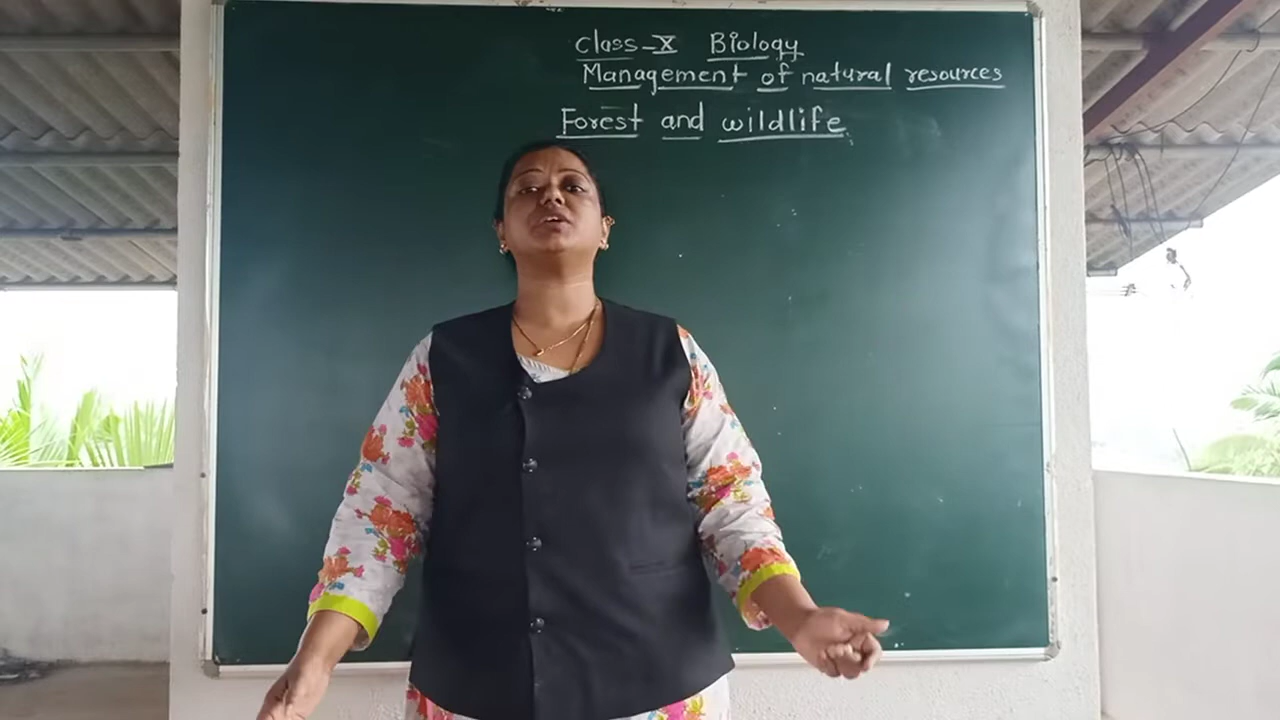 Class-X Biology
Management of natural resources
Forest and wildlife.